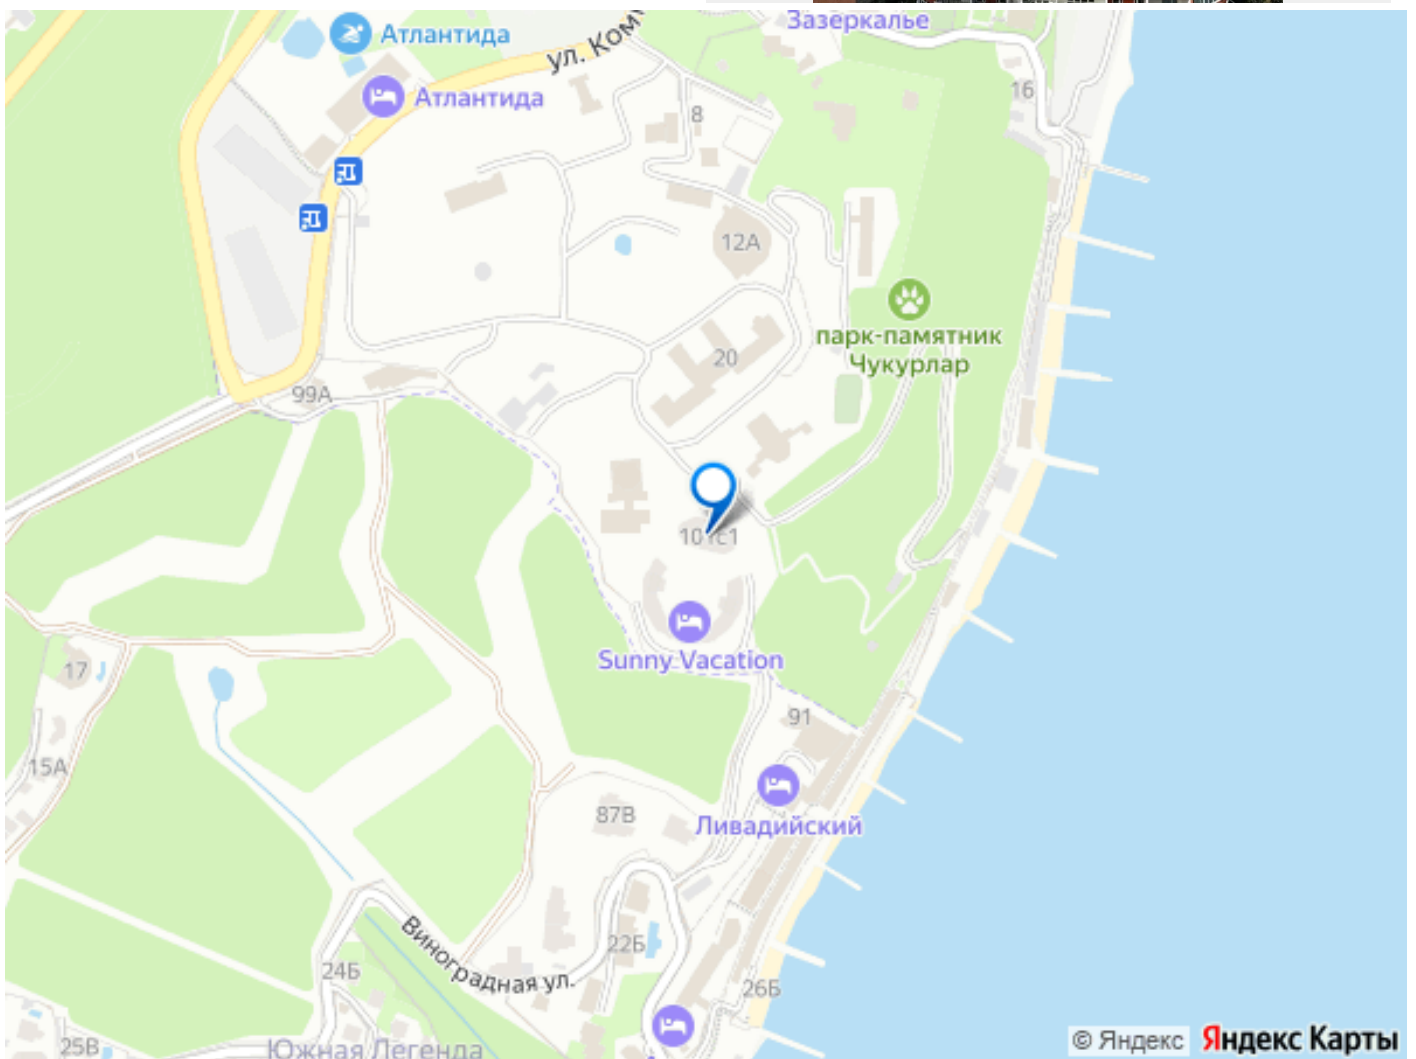 Зазеркалье
Атлантида
ул. Ком
Атлантида
16
8
12А
парк-памятник
Чукурлар
20
99А
101с1
Sunny Vacation
17
91
15А
87В
Ливадийский
Виноградная ул.
22Б
24Б
26Б
25В
Южная Легенда
© Яндекс Яндекс Карты